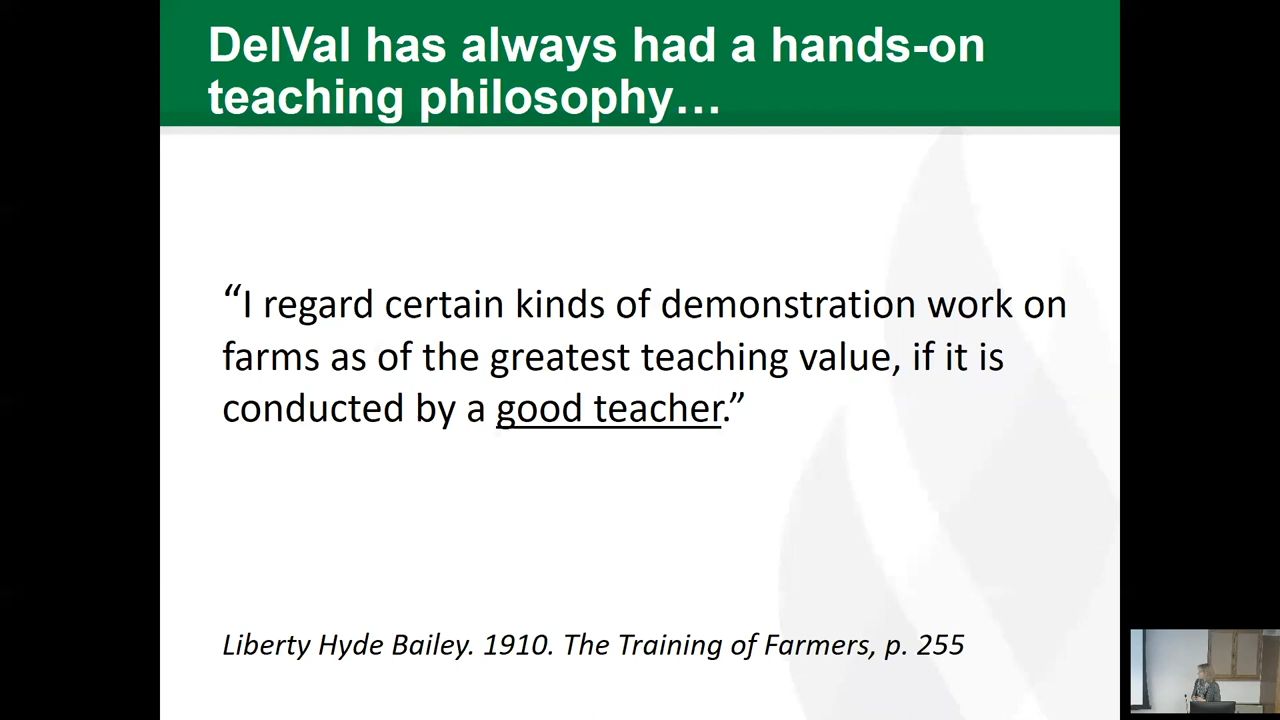 DelVal has always had a hands-on
teaching philosophy…
“I regard certain kinds of demonstration work on
farms as of the greatest teaching value, if it is
conducted by a good teacher.”
Liberty Hyde Bailey. 1910. The Training of Farmers, p. 255